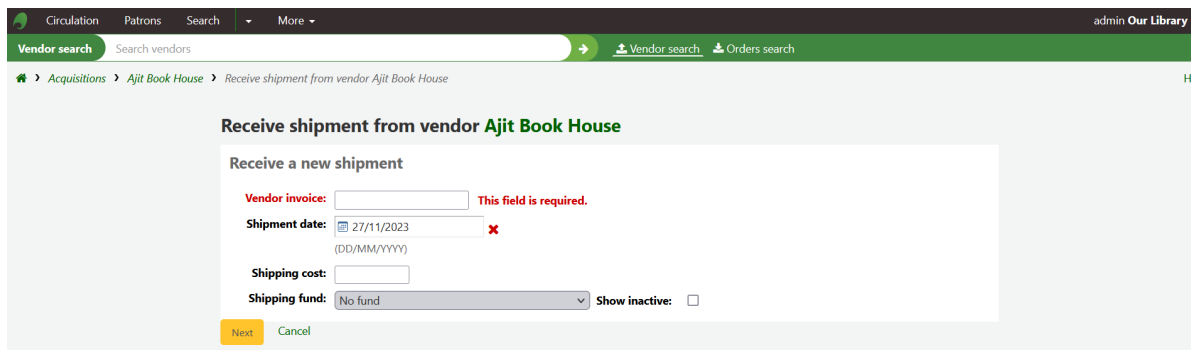 Circulation Patrons Search More admin Our Library
Vendor search Search vendors Vendor search Orders search
Acquisitions Ajit Book House Receive shipment from vendor Ajit Book House H
Receive shipment from vendor Ajit Book House
Receive a new shipment
Vendor invoice: This field is required.
Shipment date: 27/11/2023
(DD/MM/YYYY)
Shipping cost:
Shipping fund: No fund Show inactive:
Next Cancel